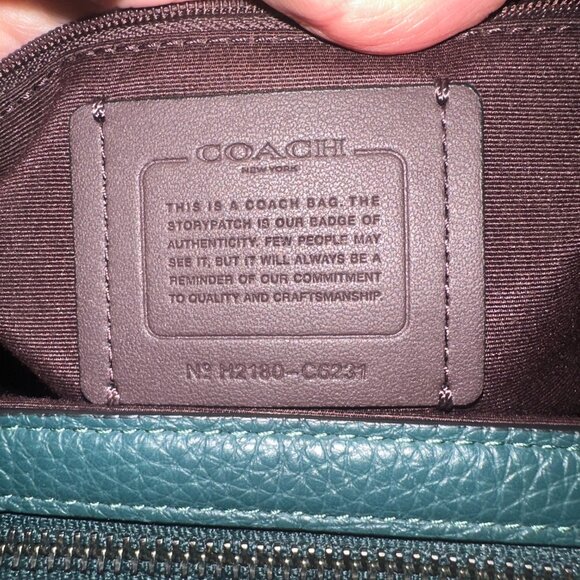 COACH
NEW YORK
THIS IS A COACH BAG. THE
STORYPATCH IS OUR BADGE OF
AUTHENTICITY. FEW PEOPLE MAY
SEE IT, BUT IT WILL ALWAYS BE A
REMINDER OF OUR COMMITMENT
TO QUALITY AND CRAFTSMANSHIP.
Nº H2180-C6231